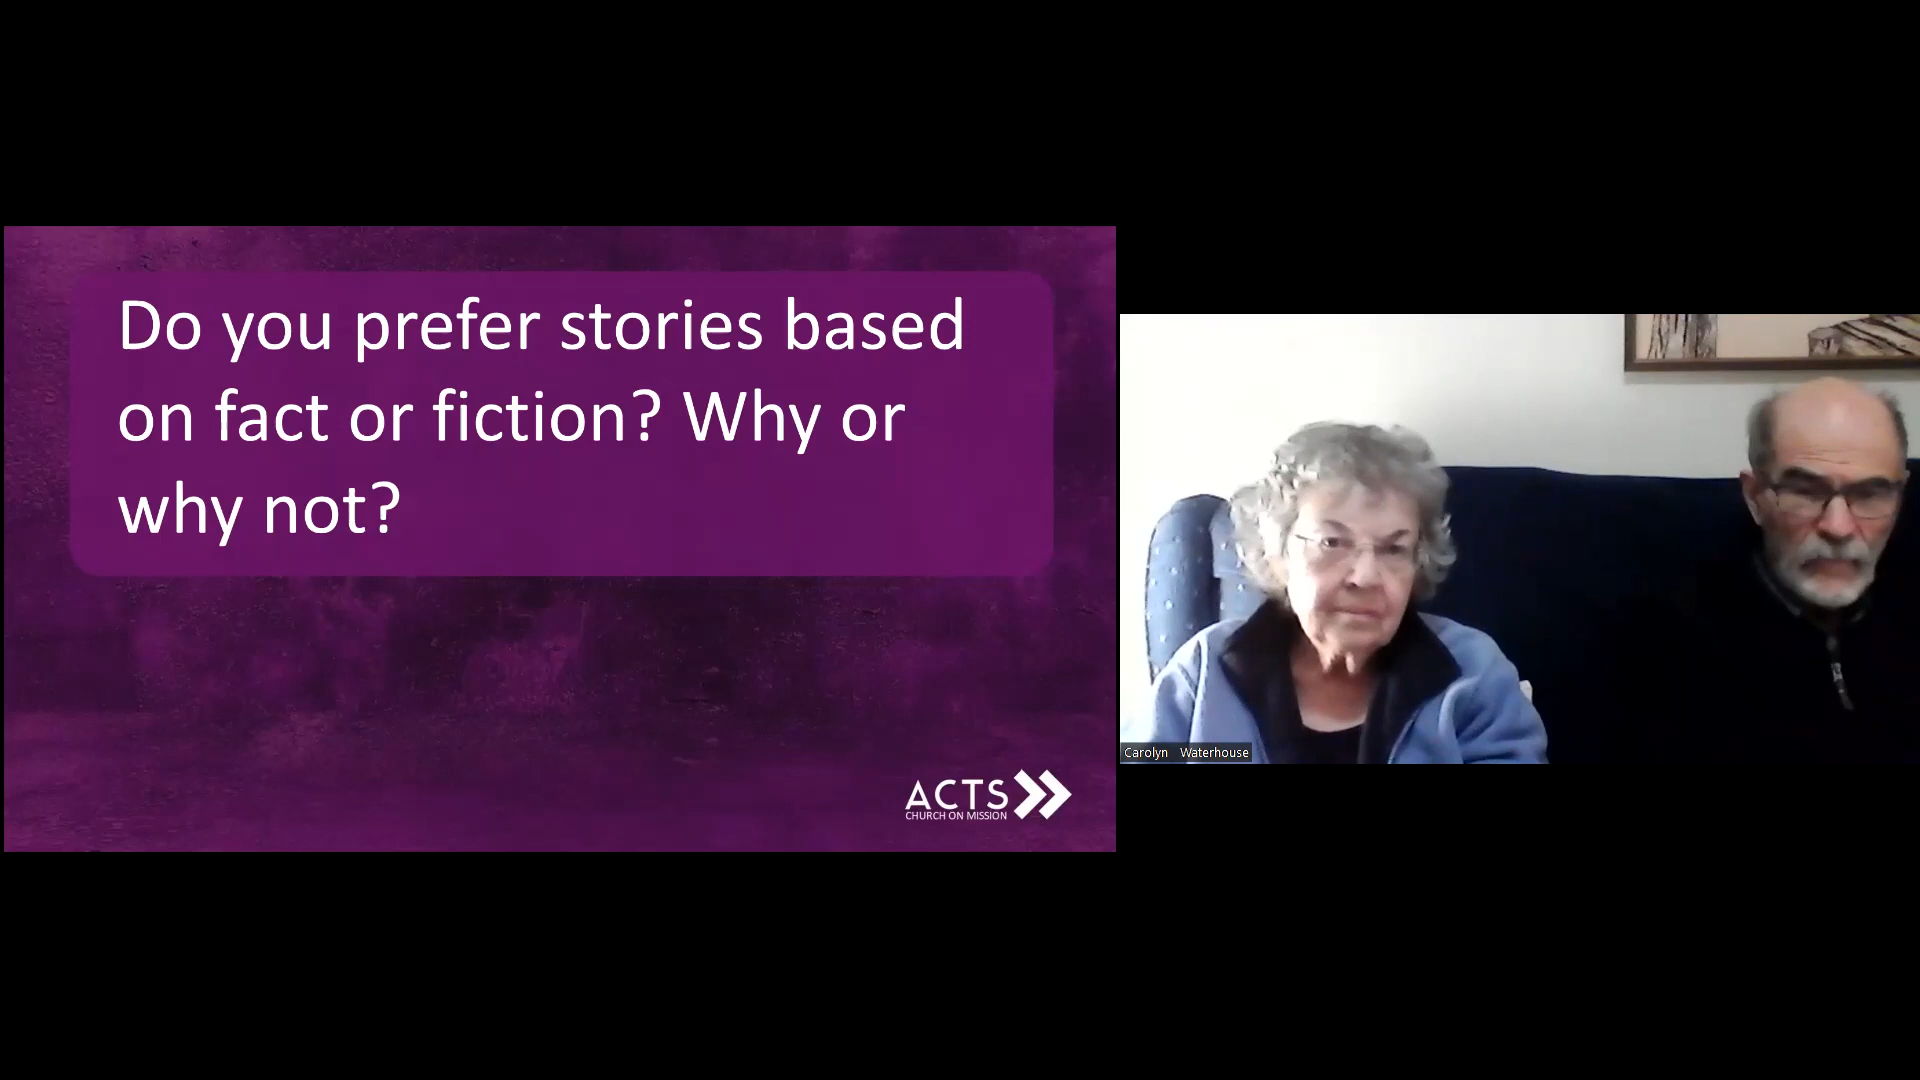 Do you prefer stories based
on fact or fiction? Why or
why not?
ACTS
CHURCH ON MISSION
Carolyn Waterhouse